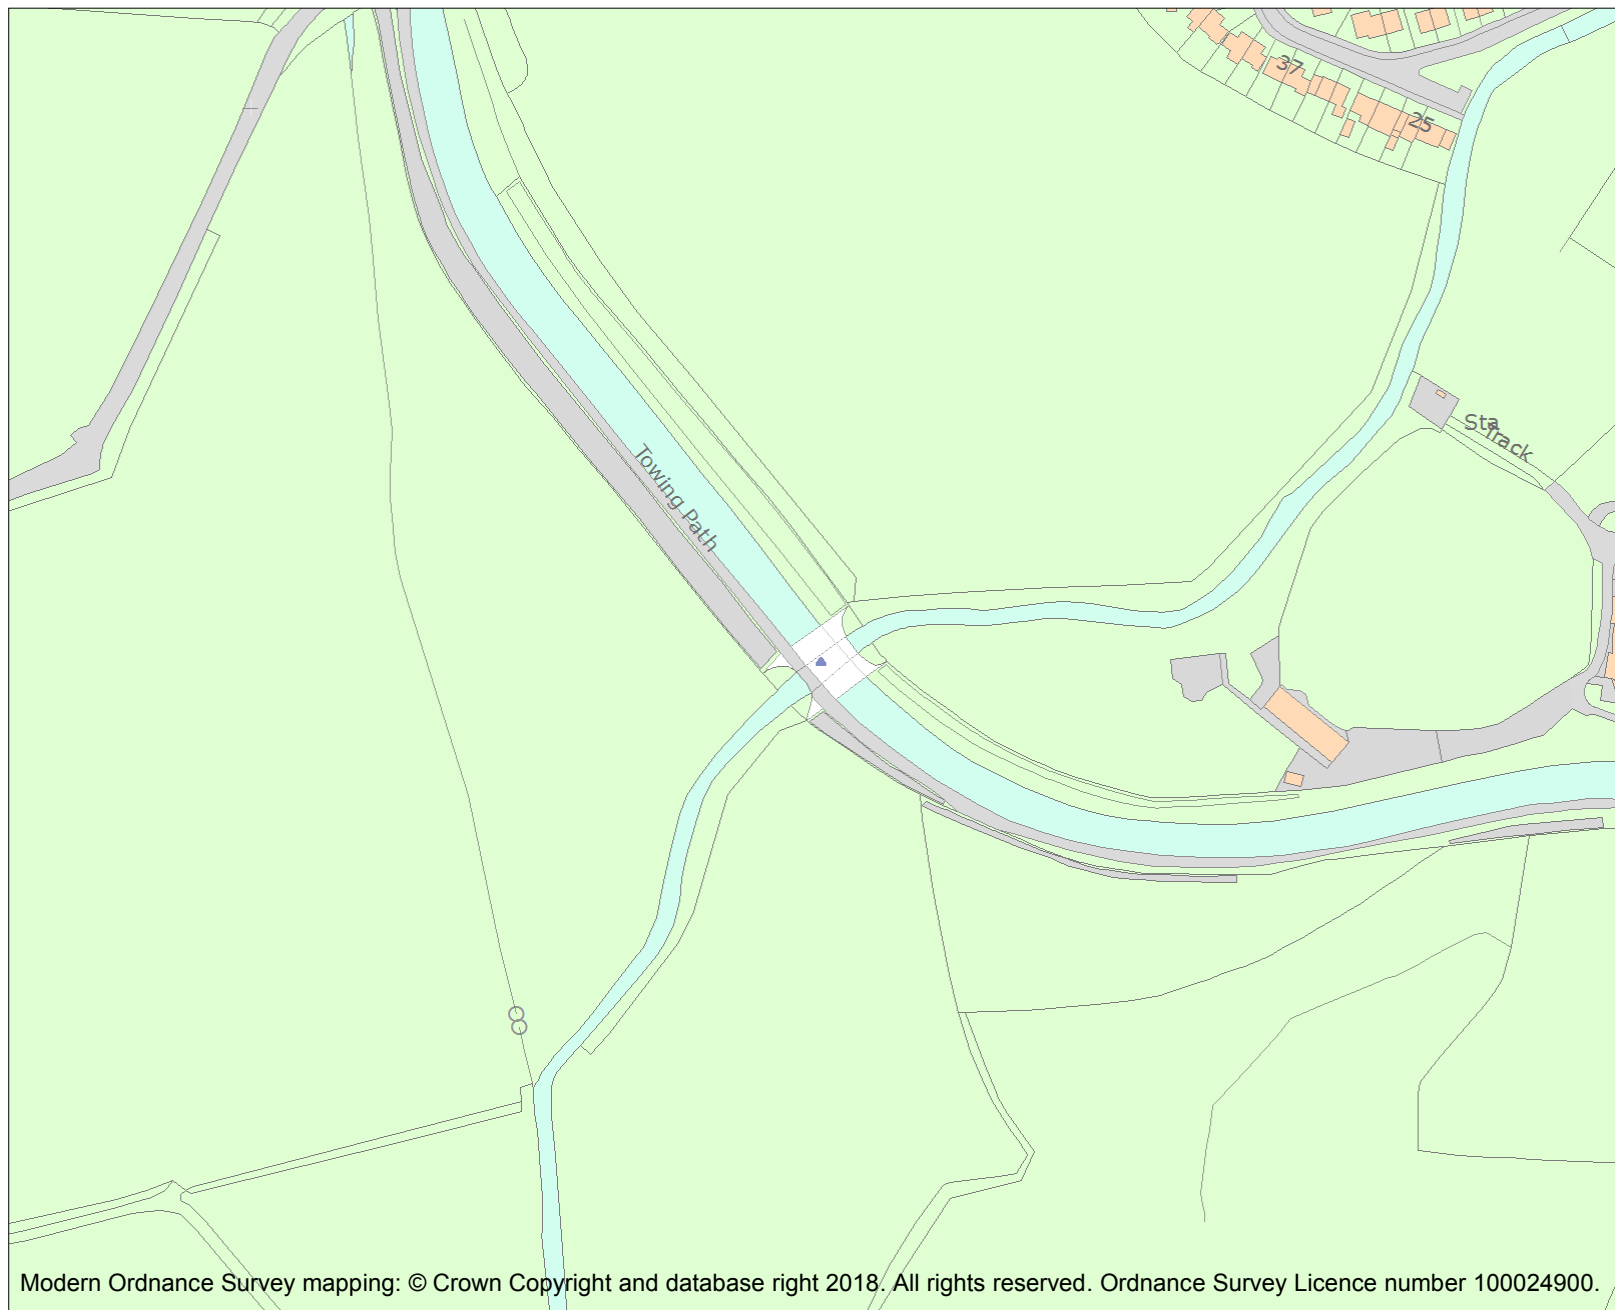 37
25
Sta
Track
Towing Path
Modern Ordnance Survey mapping: © Crown Copyright and database right 2018. All rights reserved. Ordnance Survey Licence number 100024900.